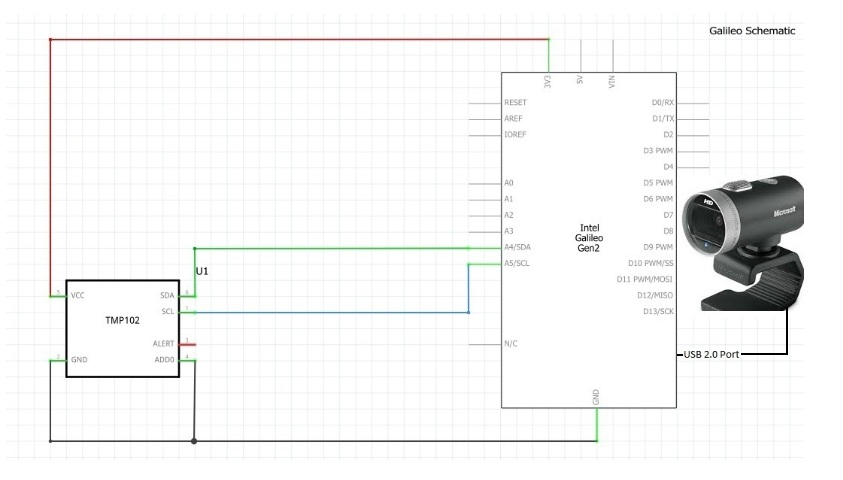 Galileo Schematic
3V3
5V
VIN
RESET
AREF
IOREF
A0
A1
A2
A3
A4/SDA
A5/SCL
N/C
D0/RX
D1/TX
D2
D3 PWM
D4
D5 PWM
D6 PWM
D7
D8
D9 PWM
D10 PWM/SS
D11 PWM/MOSI
D12/MISO
D13/SCK
Intel
Galileo
Gen2
GND
USB 2.0 Port
HD
Microsoft
U1
VCC
GND
TMP102
SDA
SCL
ALERT
ADD0